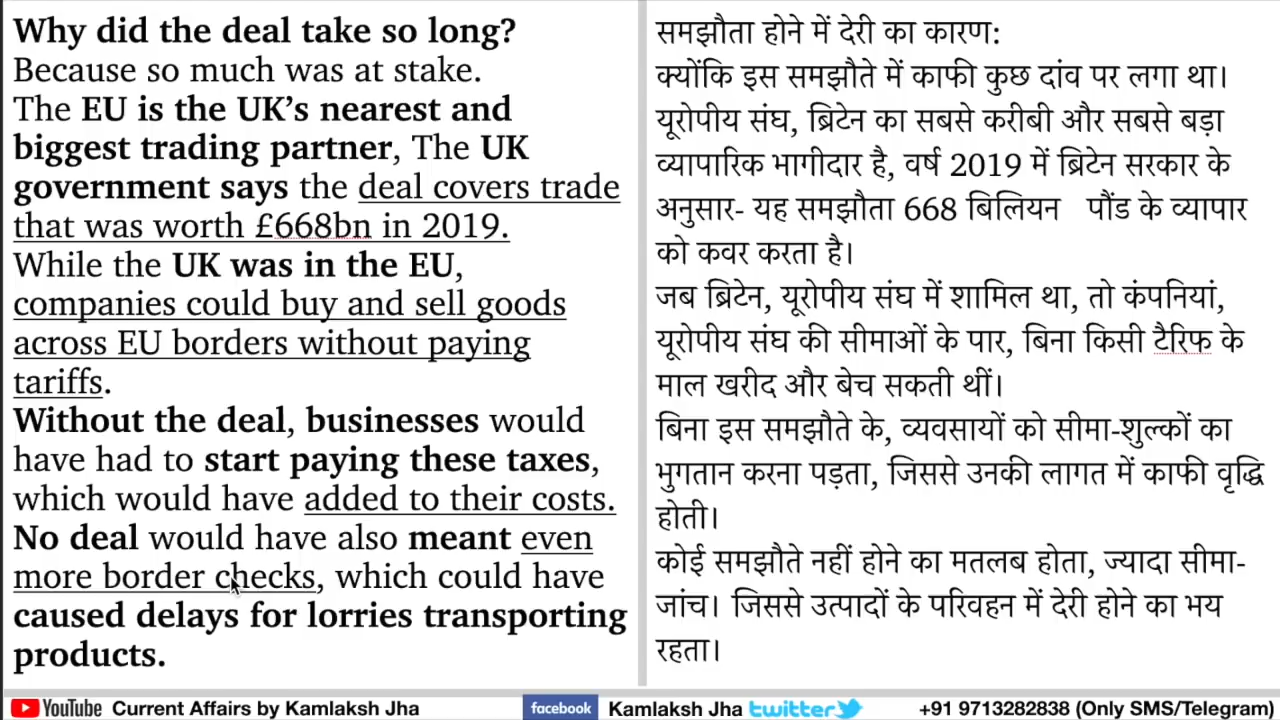 Why did the deal take so long?
Because so much was at stake.
The EU is the UK’s nearest and
biggest trading partner, The UK
government says the deal covers trade
that was worth £668bn in 2019.
While the UK was in the EU,
companies could buy and sell goods
across EU borders without paying
tariffs.
Without the deal, businesses would
have had to start paying these taxes,
which would have added to their costs.
No deal would have also meant even
more border checks, which could have
caused delays for lorries transporting
products.
समझौता होने में देरी का कारण:
क्योंकि इस समझौते में काफी कुछ दांव पर लगा था।
यूरोपीय संघ, ब्रिटेन का सबसे करीबी और सबसे बड़ा
व्यापारिक भागीदार है, वर्ष 2019 में ब्रिटेन सरकार के
अनुसार- यह समझौता 668 बिलियन पौंड के व्यापार
को कवर करता है।
जब ब्रिटेन, यूरोपीय संघ में शामिल था, तो कंपनियां,
यूरोपीय संघ की सीमाओं के पार, बिना किसी टैरिफ के
माल खरीद और बेच सकती थीं।
बिना इस समझौते के, व्यवसायों को सीमा-शुल्कों का
भुगतान करना पड़ता, जिससे उनकी लागत में काफी वृद्धि
होती।
कोई समझौते नहीं होने का मतलब होता, ज्यादा सीमा-
जांच। जिससे उत्पादों के परिवहन में देरी होने का भय
रहता।
YouTube Current Affairs by Kamlaksh Jha facebook Kamlaksh Jha twitter +91 9713282838 (Only SMS/Telegram)